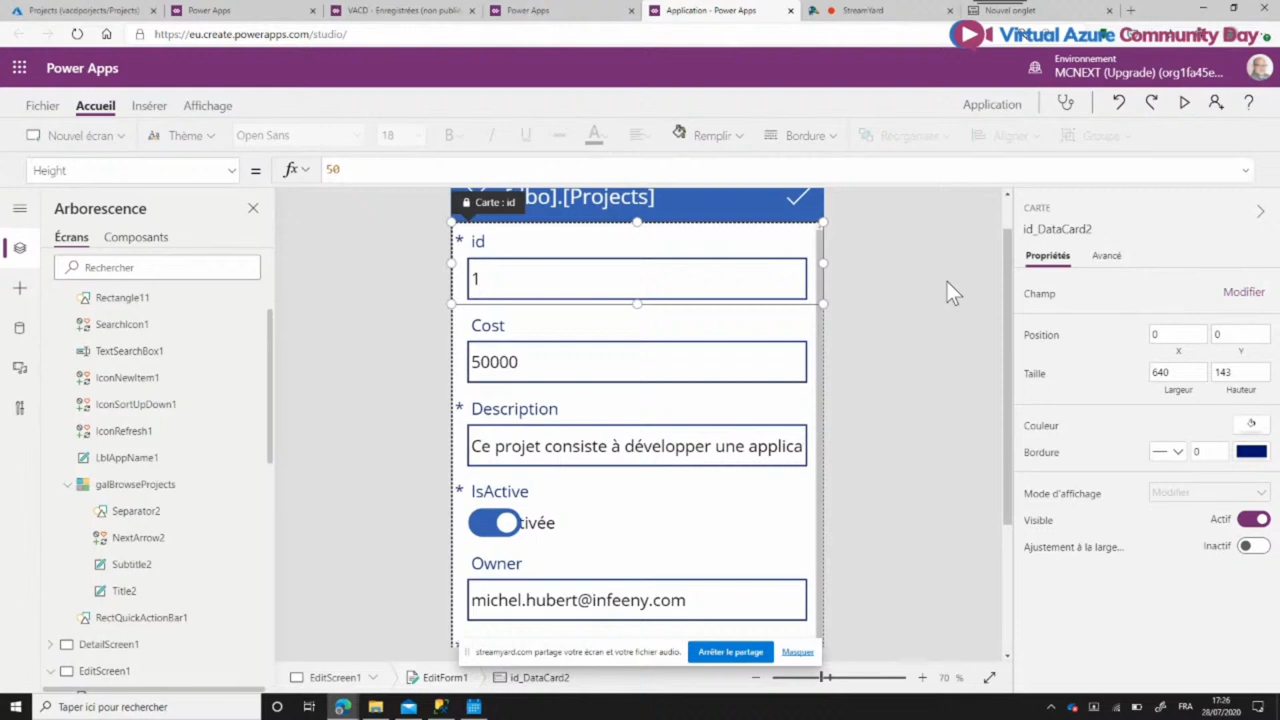 Projets (vacdprojects/Projects)
Power Apps
VACD - Enregistrées (non publi
Power Apps
Application - Power Apps
StreamYard
Nouvel onglet
https://eu.create.powerapps.com/studio/
Virtual Azure Community Day
Power Apps
Environnement
MCNEXT (Upgrade) (org1fa45e...
Fichier
Accueil
Insérer
Affichage
Application
Nouvel écran
Thème
Open Sans
18
Remplir
Bordure
Réorganiser
Aligner
Groupe
Height
= fx
50
Arborescence
Écrans
Composants
Rechercher
Rectangle11
SearchIcon1
TextSearchBox1
IconNewItem1
IconSortUpDown1
IconRefresh1
LblAppName1
galBrowseProjects
Separator2
NextArrow2
Subtitle2
Title2
RectQuickActionBar1
DetailScreen1
EditScreen1
bo].[Projects]
Carte : id
* id
1
Cost
50000
* Description
Ce projet consiste à développer une applica
* IsActive
tivée
Owner
michel.hubert@infeeny.com
streamyard.com partage votre écran et votre fichier audio.
Arrêter le partage
Masquer
EditScreen1
EditForm1
id_DataCard2
70 %
CARTE
id_DataCard2
Propriétés
Avancé
Champ
Modifier
Position
0
0
X
Y
Taille
640
143
Largeur
Hauteur
Couleur
Bordure
0
Mode d'affichage
Modifier
Visible
Actif
Ajustement à la large...
Inactif
Taper ici pour rechercher
FRA
17:26
28/07/2020